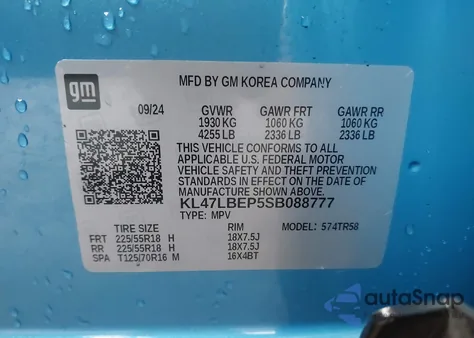 gm
MFD BY GM KOREA COMPANY
09/24 GVWR GAWR FRT GAWR RR
1930 KG 1060 KG 1060 KG
4255 LB 2336 LB 2336 LB
THIS VEHICLE CONFORMS TO ALL
APPLICABLE U.S. FEDERAL MOTOR
VEHICLE SAFETY AND THEFT PREVENTION
STANDARDS IN EFFECT ON THE DATE OF
MANUFACTURE SHOWN ABOVE.
KL47LBEP5SB088777
TYPE: MPV
TIRE SIZE RIM MODEL: 574TR58
FRT 225/55R18 H 18X7.5J
RR 225/55R18 H 18X7.5J
SPA T125/70R16 M 16X4BT
autoSnap